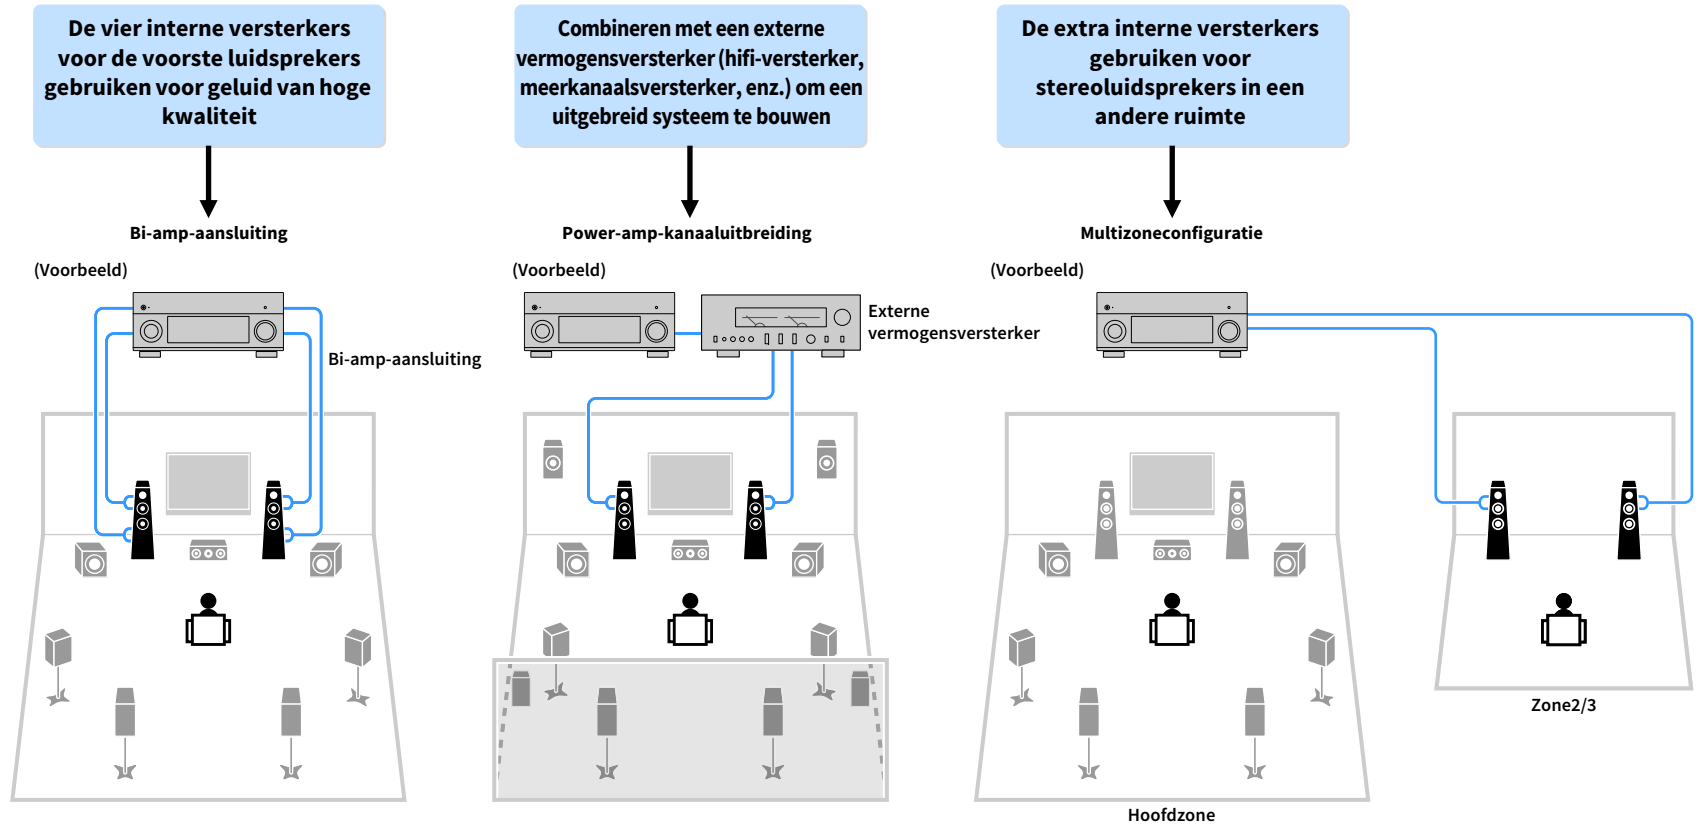 De vier interne versterkers
voor de voorste luidsprekers
gebruiken voor geluid van hoge
kwaliteit
Bi-amp-aansluiting
(Voorbeeld)
Bi-amp-aansluiting
Combineren met een externe
vermogensversterker (hifi-versterker,
meerkanaalsversterker, enz.) om een
uitgebreid systeem te bouwen
Power-amp-kanaaluitbreiding
(Voorbeeld)
Externe
vermogensversterker
De extra interne versterkers
gebruiken voor
stereoluidsprekers in een
andere ruimte
Multizoneconfiguratie
(Voorbeeld)
Zone2/3
Hoofdzone